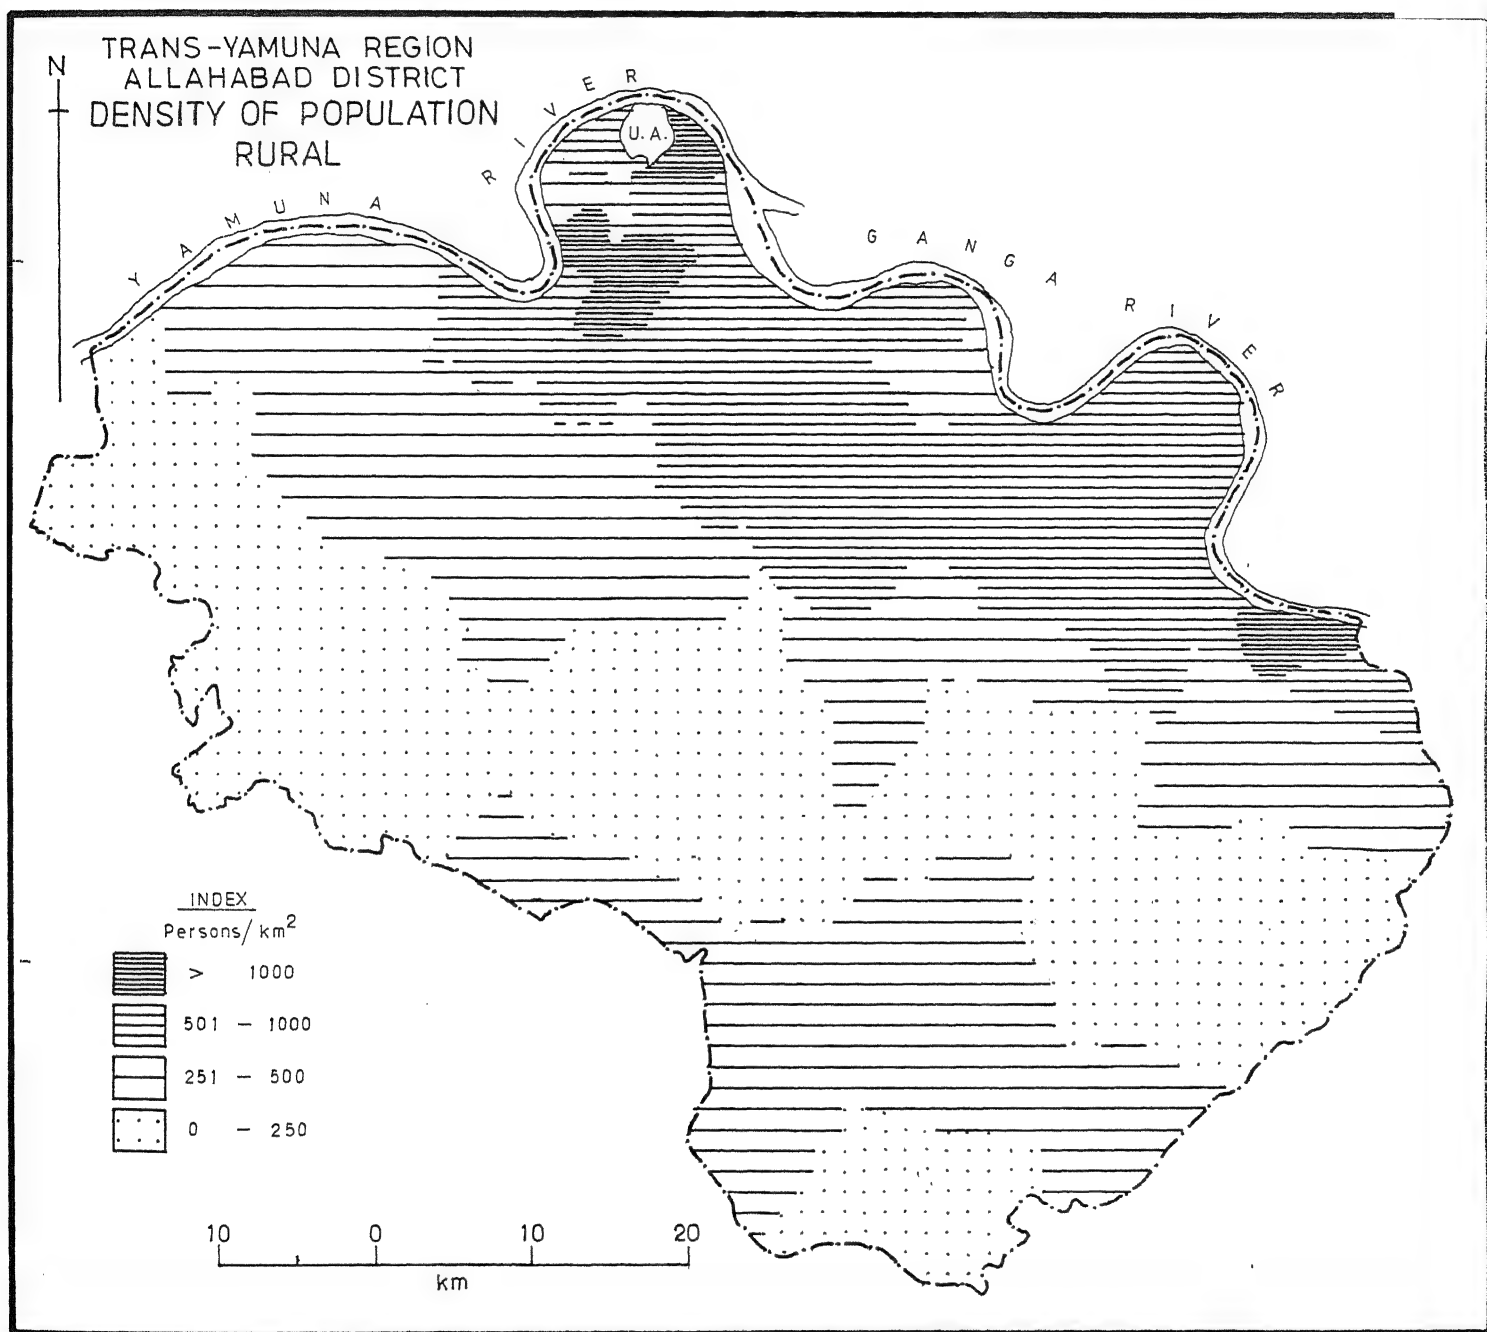 TRANS-YAMUNA REGION
ALLAHABAD DISTRICT
DENSITY OF POPULATION
RURAL
N
YAMUNA RIVER
U.A.
GANGA RIVER
INDEX
Persons/km²
> 1000
501 - 1000
251 - 500
0 - 250
10 0 10 20
km